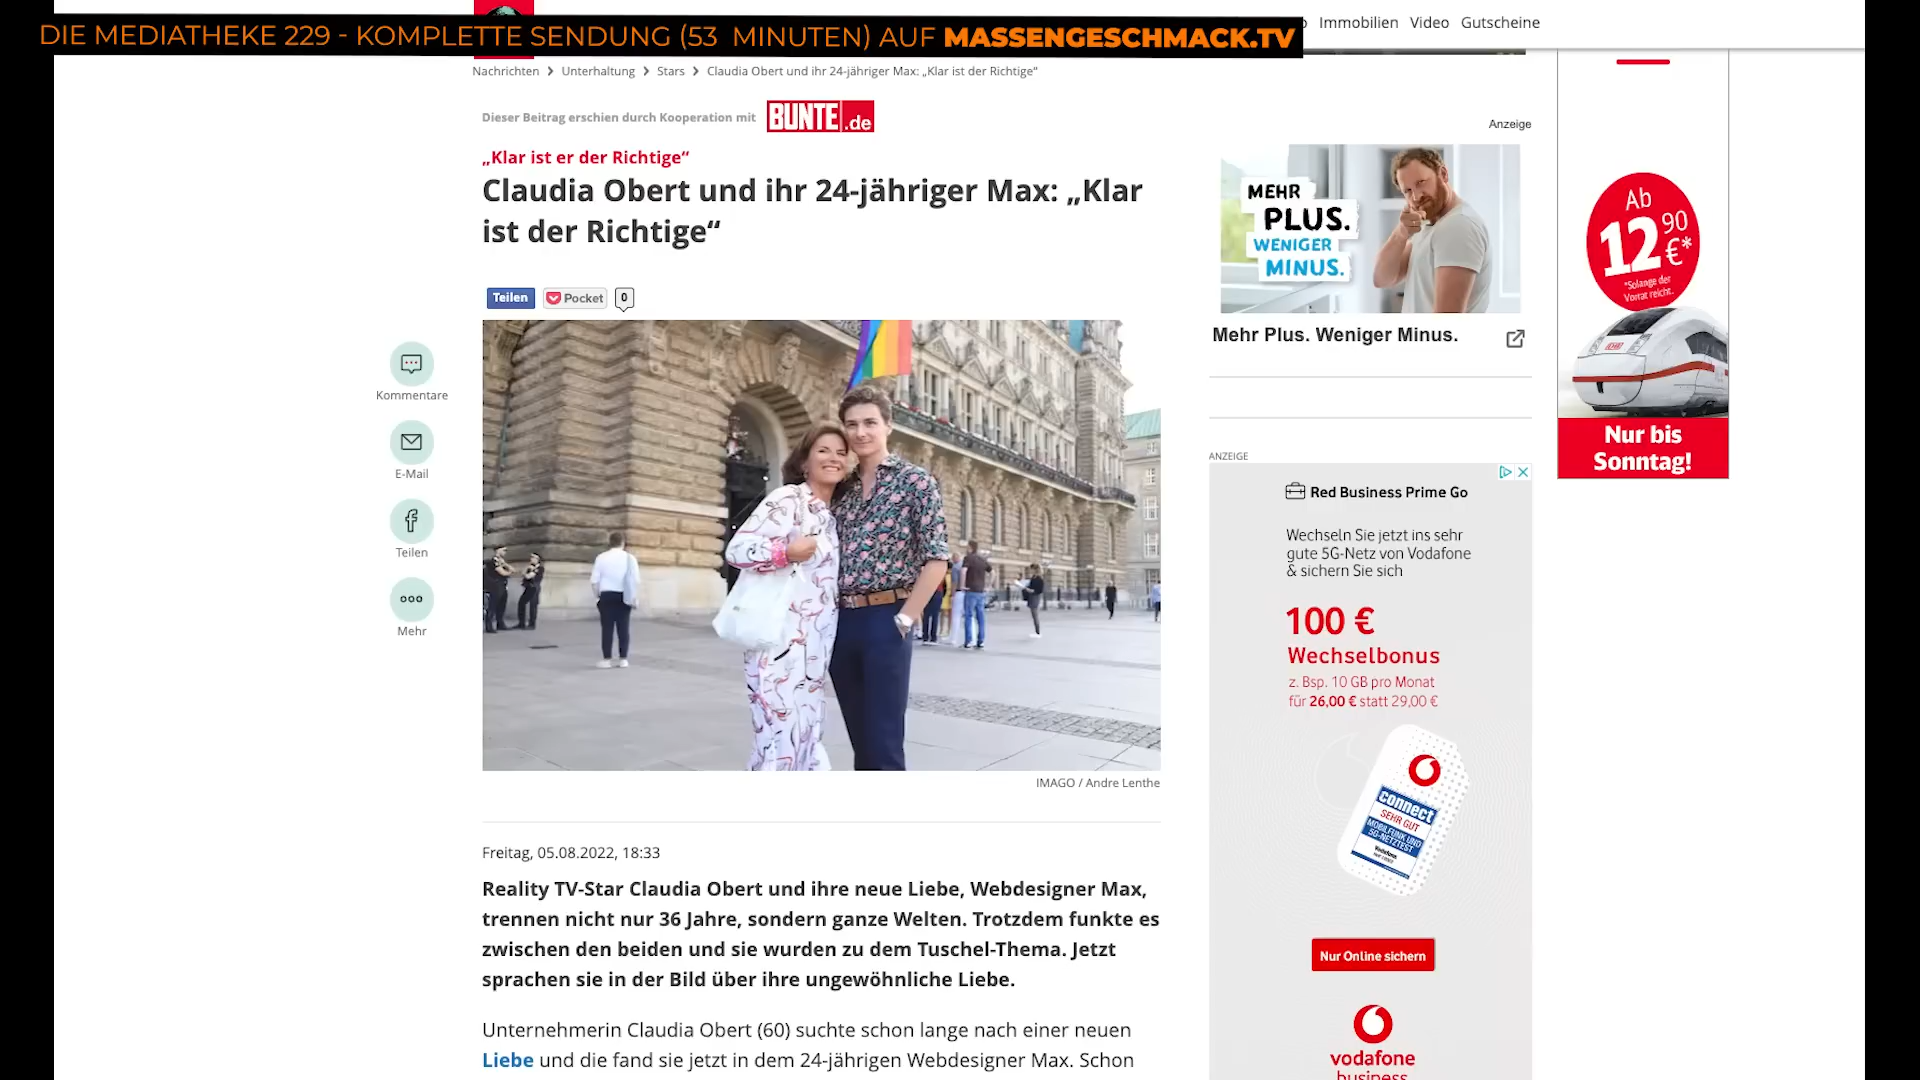 DIE MEDIATHEKE 229 - KOMPLETTE SENDUNG (53 MINUTEN) AUF MASSENGESCHMACK.TV
Immobilien Video Gutscheine
Nachrichten > Unterhaltung > Stars > Claudia Obert und ihr 24-jähriger Max: „Klar ist der Richtige“
Dieser Beitrag erschien durch Kooperation mit BUNTE.de
„Klar ist er der Richtige“
Claudia Obert und ihr 24-jähriger Max: „Klar
ist der Richtige“
Teilen Pocket 0
Kommentare
E-Mail
Teilen
Mehr
IMAGO / Andre Lenthe
Freitag, 05.08.2022, 18:33
Reality TV-Star Claudia Obert und ihre neue Liebe, Webdesigner Max,
trennen nicht nur 36 Jahre, sondern ganze Welten. Trotzdem funkte es
zwischen den beiden und sie wurden zu dem Tuschel-Thema. Jetzt
sprachen sie in der Bild über ihre ungewöhnliche Liebe.
Unternehmerin Claudia Obert (60) suchte schon lange nach einer neuen
Liebe und die fand sie jetzt in dem 24-jährigen Webdesigner Max. Schon
Anzeige
MEHR
PLUS.
WENIGER
MINUS.
Mehr Plus. Weniger Minus.
ANZEIGE
Red Business Prime Go
Wechseln Sie jetzt ins sehr
gute 5G-Netz von Vodafone
& sichern Sie sich
100 €
Wechselbonus
z. Bsp. 10 GB pro Monat
für 26,00 € statt 29,00 €
connect
SEHR GUT
MOBILFUNK UND
5G-NETZTEST
Vodafone
Nur Online sichern
vodafone
business
Ab
12 90 €*
*Solange der
Vorrat reicht.
DB
Nur bis
Sonntag!